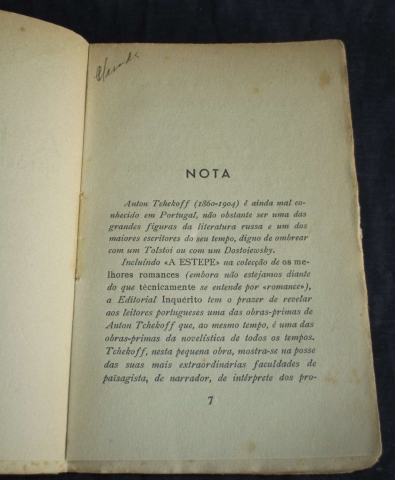 NOTA
Anton Tchekoff (1860-1904) é ainda mal co-
nhecido em Portugal, não obstante ser uma das
grandes figuras da literatura russa e um dos
maiores escritores do seu tempo, digno de ombrear
com um Tolstoi ou com um Dostoiewsky.
Incluindo «A ESTEPE» na colecção de os me-
lhores romances (embora não estejamos diante
do que tècnicamente se entende por «romance»),
a Editorial Inquérito tem o prazer de revelar
aos leitores portugueses uma das obras-primas de
Anton Tchekoff que, ao mesmo tempo, é uma das
obras-primas da novelística de todos os tempos.
Tchekoff, nesta pequena obra, mostra-se na posse
das suas mais extraordinárias faculdades de
païsagista, de narrador, de intérprete dos pro-
7